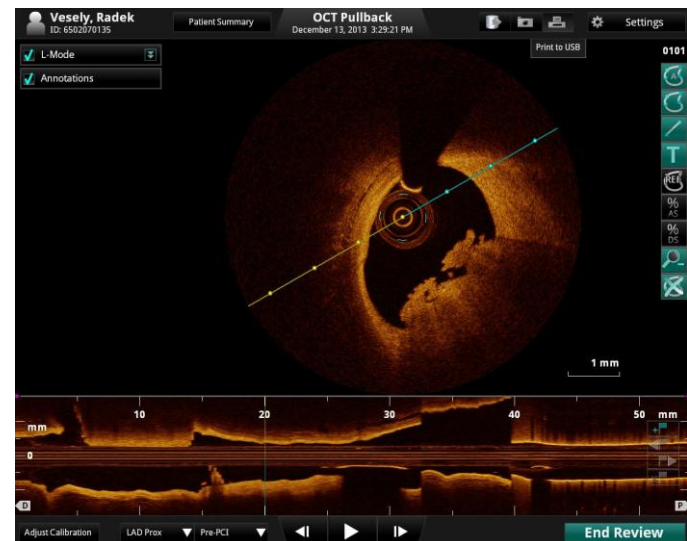 Vesely, Radek
ID: 6502070135
Patient Summary
OCT Pullback
December 13, 2013 3:29:21 PM
Settings
Print to USB
L-Mode
Annotations
0101
A
T
REF
%
AS
%
DS
1 mm
10 20 30 40 50 mm
mm
0
D
P
Adjust Calibration
LAD Prox
Pre-PCI
End Review